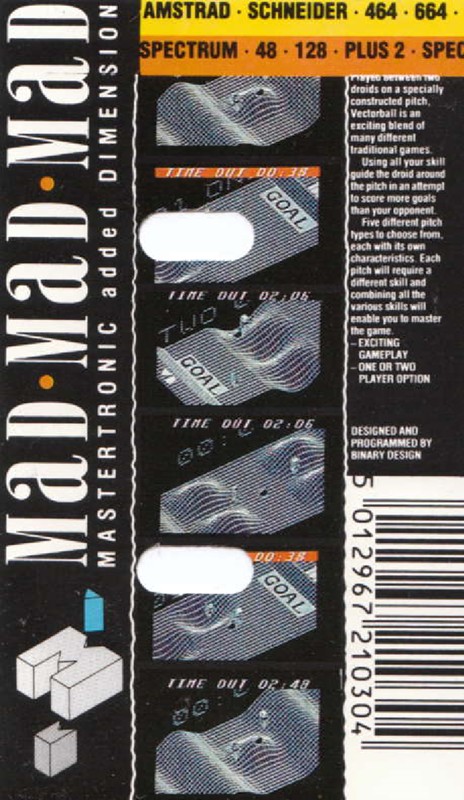 MAD • MAD • MAD
MASTERTRONIC added DIMENSION
AMSTRAD · SCHNEIDER · 464 · 664 ·
SPECTRUM · 48 · 128 · PLUS 2 · SPEC
TIME OUT 00:38
GOAL
TIME OUT 02:06
TWO
GOAL
TIME OUT 02:06
00:38
GOAL
TIME OUT 02:48
Played between two
droids on a specially
constructed pitch,
Vectorball is an
exciting blend of
many different
traditional games.
Using all your skill
guide the droid around
the pitch in an attempt
to score more goals
than your opponent.
Five different pitch
types to choose from,
each with its own
characteristics. Each
pitch will require a
different skill and
combining all the
various skills will
enable you to master
the game.
– EXCITING
GAMEPLAY
– ONE OR TWO
PLAYER OPTION
DESIGNED AND
PROGRAMMED BY
BINARY DESIGN
5 012967 210304